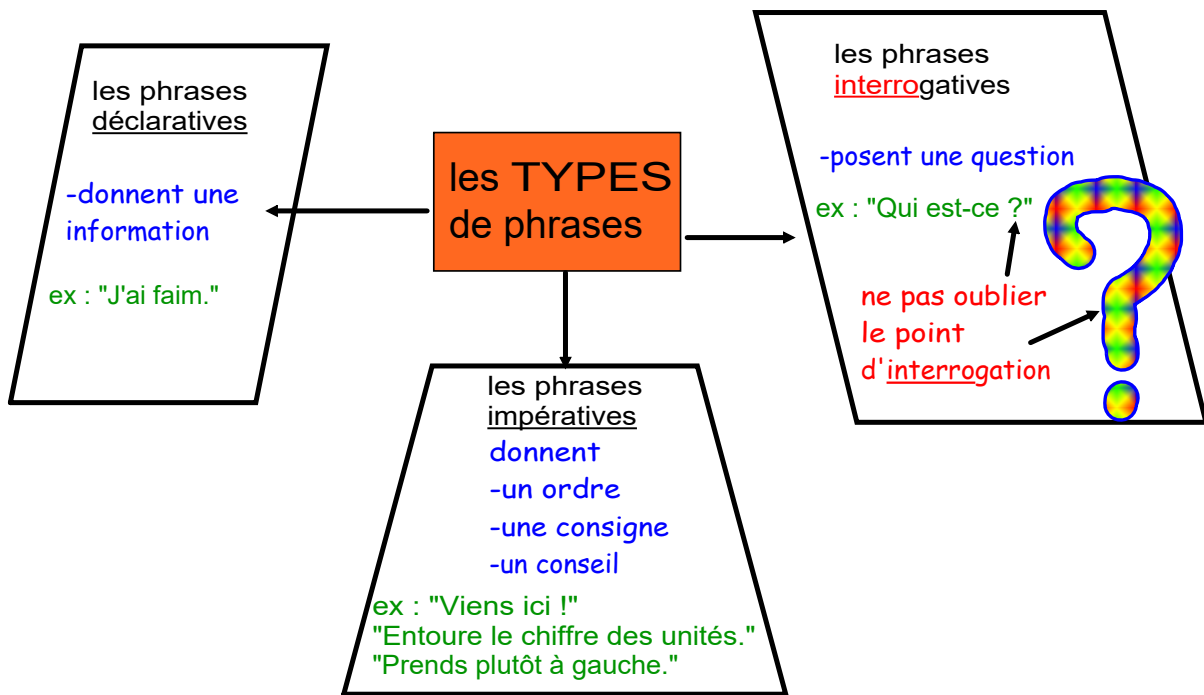 les TYPES
de phrases
les phrases
déclaratives
-donnent une
information
ex : "J'ai faim."
les phrases
impératives
donnent
-un ordre
-une consigne
-un conseil
ex : "Viens ici !"
"Entoure le chiffre des unités."
"Prends plutôt à gauche."
les phrases
interrogatives
-posent une question
ex : "Qui est-ce ?"
ne pas oublier
le point
d'interrogation
?